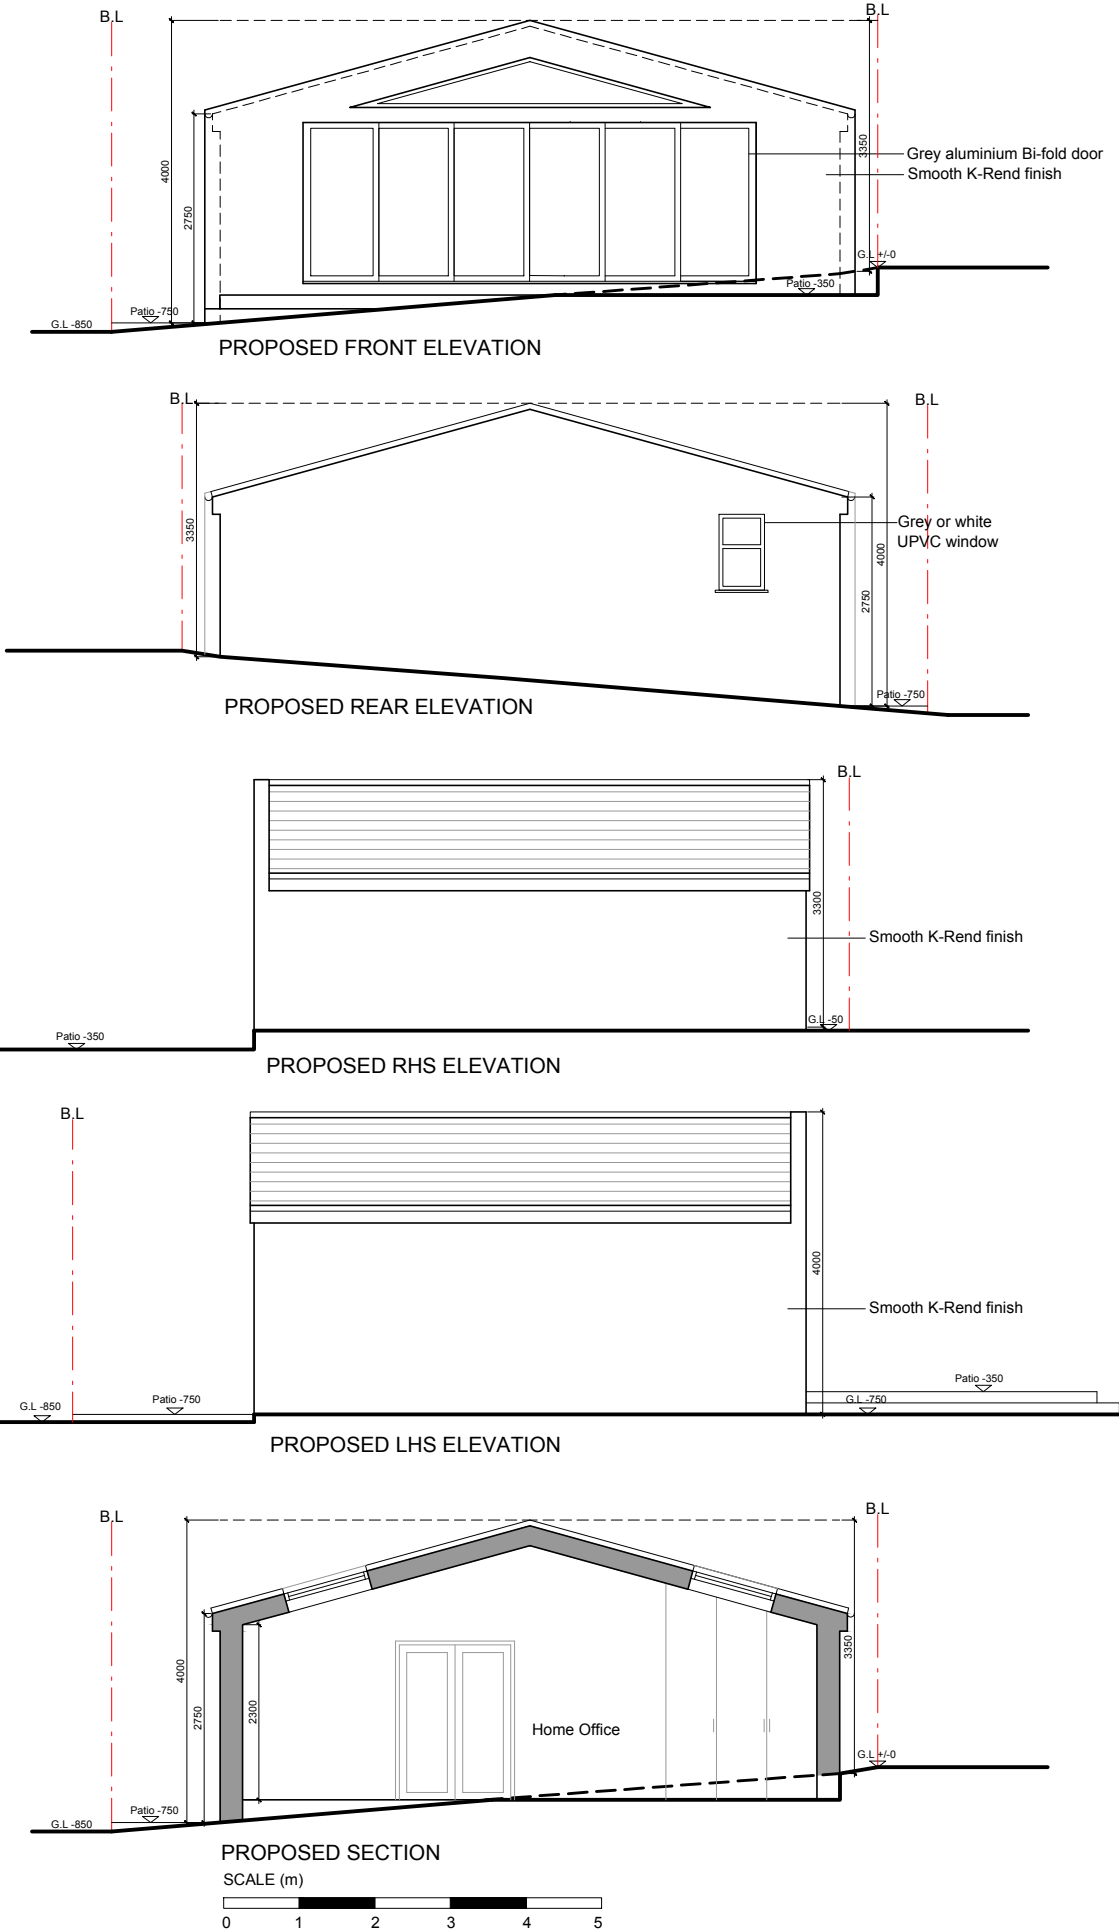 B.L
B.L
4000
2750
3350
Grey aluminium Bi-fold door
Smooth K-Rend finish
G.L +/-0
Patio -350
Patio -750
G.L -850
PROPOSED FRONT ELEVATION
B.L
B.L
3350
Grey or white
UPVC window
4000
2750
Patio -750
PROPOSED REAR ELEVATION
B.L
3300
Smooth K-Rend finish
G.L -50
Patio -350
PROPOSED RHS ELEVATION
B.L
4000
Smooth K-Rend finish
Patio -350
G.L -850
Patio -750
G.L -750
PROPOSED LHS ELEVATION
B.L
B.L
4000
2750
2300
3350
Home Office
G.L +/-0
Patio -750
G.L -850
PROPOSED SECTION
SCALE (m)
0 1 2 3 4 5